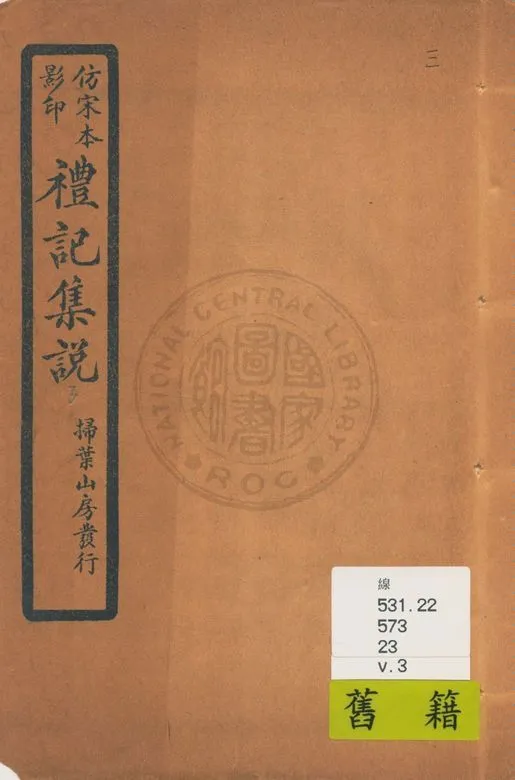 三
仿宋本
影印
禮記集說
掃葉山房發行
NATIONAL CENTRAL LIBRARY
國家
圖書
館
ROC
線
531.22
573
23
v.3
舊籍